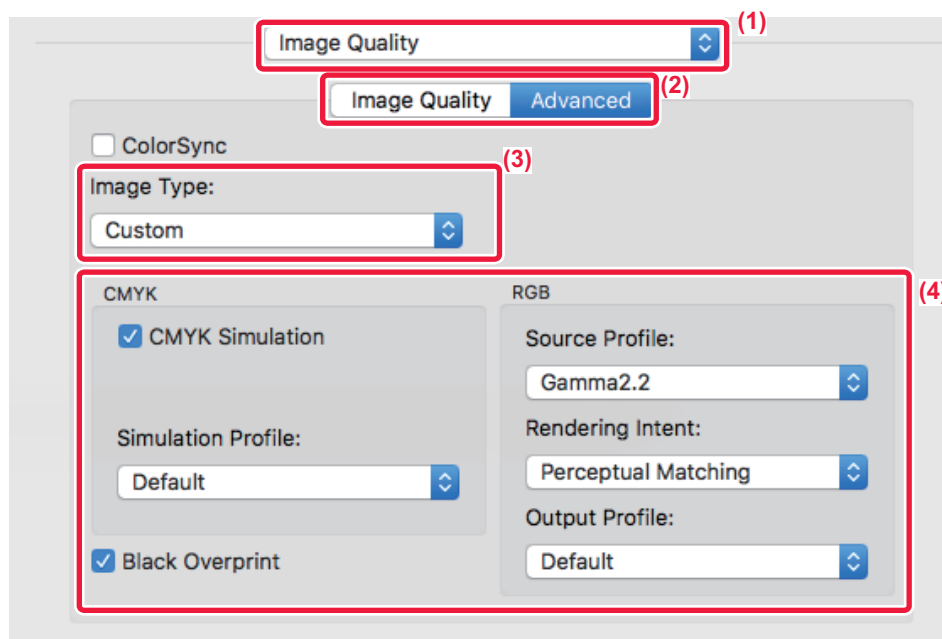 (1)
Image Quality
(2)
Image Quality Advanced
ColorSync
(3)
Image Type:
Custom
(4)
CMYK
CMYK Simulation
Simulation Profile:
Default
Black Overprint
RGB
Source Profile:
Gamma2.2
Rendering Intent:
Perceptual Matching
Output Profile:
Default